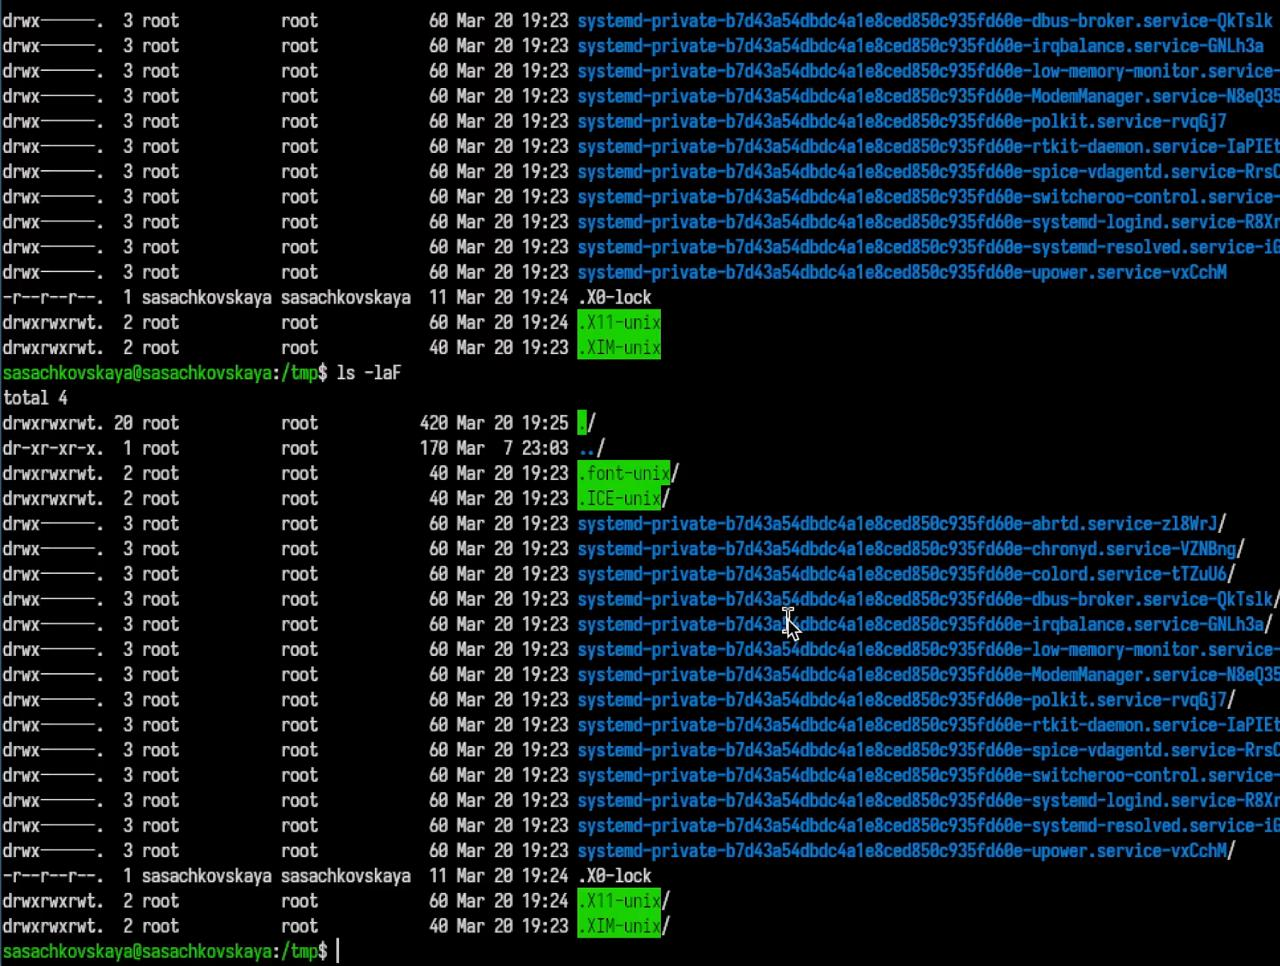 drwx------.  3 root           root            60 Mar 20 19:23 systemd-private-b7d43a54dbdc4a1e8ced850c935fd60e-dbus-broker.service-QkTslk
drwx------.  3 root           root            60 Mar 20 19:23 systemd-private-b7d43a54dbdc4a1e8ced850c935fd60e-irqbalance.service-GNLh3a
drwx------.  3 root           root            60 Mar 20 19:23 systemd-private-b7d43a54dbdc4a1e8ced850c935fd60e-low-memory-monitor.service-
drwx------.  3 root           root            60 Mar 20 19:23 systemd-private-b7d43a54dbdc4a1e8ced850c935fd60e-ModemManager.service-N8eQ35
drwx------.  3 root           root            60 Mar 20 19:23 systemd-private-b7d43a54dbdc4a1e8ced850c935fd60e-polkit.service-rvqGj7
drwx------.  3 root           root            60 Mar 20 19:23 systemd-private-b7d43a54dbdc4a1e8ced850c935fd60e-rtkit-daemon.service-IaPIEt
drwx------.  3 root           root            60 Mar 20 19:23 systemd-private-b7d43a54dbdc4a1e8ced850c935fd60e-spice-vdagentd.service-Rrs
drwx------.  3 root           root            60 Mar 20 19:23 systemd-private-b7d43a54dbdc4a1e8ced850c935fd60e-switcheroo-control.service-
drwx------.  3 root           root            60 Mar 20 19:23 systemd-private-b7d43a54dbdc4a1e8ced850c935fd60e-systemd-logind.service-R8X
drwx------.  3 root           root            60 Mar 20 19:23 systemd-private-b7d43a54dbdc4a1e8ced850c935fd60e-systemd-resolved.service-i
drwx------.  3 root           root            60 Mar 20 19:23 systemd-private-b7d43a54dbdc4a1e8ced850c935fd60e-upower.service-vxCchM
-r--r--r--.  1 sasachkovskaya sasachkovskaya  11 Mar 20 19:24 .X0-lock
drwxrwxrwt.  2 root           root            60 Mar 20 19:24 .X11-unix
drwxrwxrwt.  2 root           root            40 Mar 20 19:23 .XIM-unix
sasachkovskaya@sasachkovskaya:/tmp$ ls -laF
total 4
drwxrwxrwt. 20 root           root           420 Mar 20 19:25 ./
dr-xr-xr-x.  1 root           root           170 Mar  7 23:03 ../
drwxrwxrwt.  2 root           root            40 Mar 20 19:23 .font-unix/
drwxrwxrwt.  2 root           root            40 Mar 20 19:23 .ICE-unix/
drwx------.  3 root           root            60 Mar 20 19:23 systemd-private-b7d43a54dbdc4a1e8ced850c935fd60e-abrtd.service-zl8WrJ/
drwx------.  3 root           root            60 Mar 20 19:23 systemd-private-b7d43a54dbdc4a1e8ced850c935fd60e-chronyd.service-VZNBng/
drwx------.  3 root           root            60 Mar 20 19:23 systemd-private-b7d43a54dbdc4a1e8ced850c935fd60e-colord.service-tTZuU6/
drwx------.  3 root           root            60 Mar 20 19:23 systemd-private-b7d43a54dbdc4a1e8ced850c935fd60e-dbus-broker.service-QkTslk/
drwx------.  3 root           root            60 Mar 20 19:23 systemd-private-b7d43a54dbdc4a1e8ced850c935fd60e-irqbalance.service-GNLh3a/
drwx------.  3 root           root            60 Mar 20 19:23 systemd-private-b7d43a54dbdc4a1e8ced850c935fd60e-low-memory-monitor.service-
drwx------.  3 root           root            60 Mar 20 19:23 systemd-private-b7d43a54dbdc4a1e8ced850c935fd60e-ModemManager.service-N8eQ35
drwx------.  3 root           root            60 Mar 20 19:23 systemd-private-b7d43a54dbdc4a1e8ced850c935fd60e-polkit.service-rvqGj7/
drwx------.  3 root           root            60 Mar 20 19:23 systemd-private-b7d43a54dbdc4a1e8ced850c935fd60e-rtkit-daemon.service-IaPIEt
drwx------.  3 root           root            60 Mar 20 19:23 systemd-private-b7d43a54dbdc4a1e8ced850c935fd60e-spice-vdagentd.service-Rrs
drwx------.  3 root           root            60 Mar 20 19:23 systemd-private-b7d43a54dbdc4a1e8ced850c935fd60e-switcheroo-control.service-
drwx------.  3 root           root            60 Mar 20 19:23 systemd-private-b7d43a54dbdc4a1e8ced850c935fd60e-systemd-logind.service-R8X
drwx------.  3 root           root            60 Mar 20 19:23 systemd-private-b7d43a54dbdc4a1e8ced850c935fd60e-systemd-resolved.service-i
drwx------.  3 root           root            60 Mar 20 19:23 systemd-private-b7d43a54dbdc4a1e8ced850c935fd60e-upower.service-vxCchM/
-r--r--r--.  1 sasachkovskaya sasachkovskaya  11 Mar 20 19:24 .X0-lock
drwxrwxrwt.  2 root           root            60 Mar 20 19:24 .X11-unix/
drwxrwxrwt.  2 root           root            40 Mar 20 19:23 .XIM-unix/
sasachkovskaya@sasachkovskaya:/tmp$